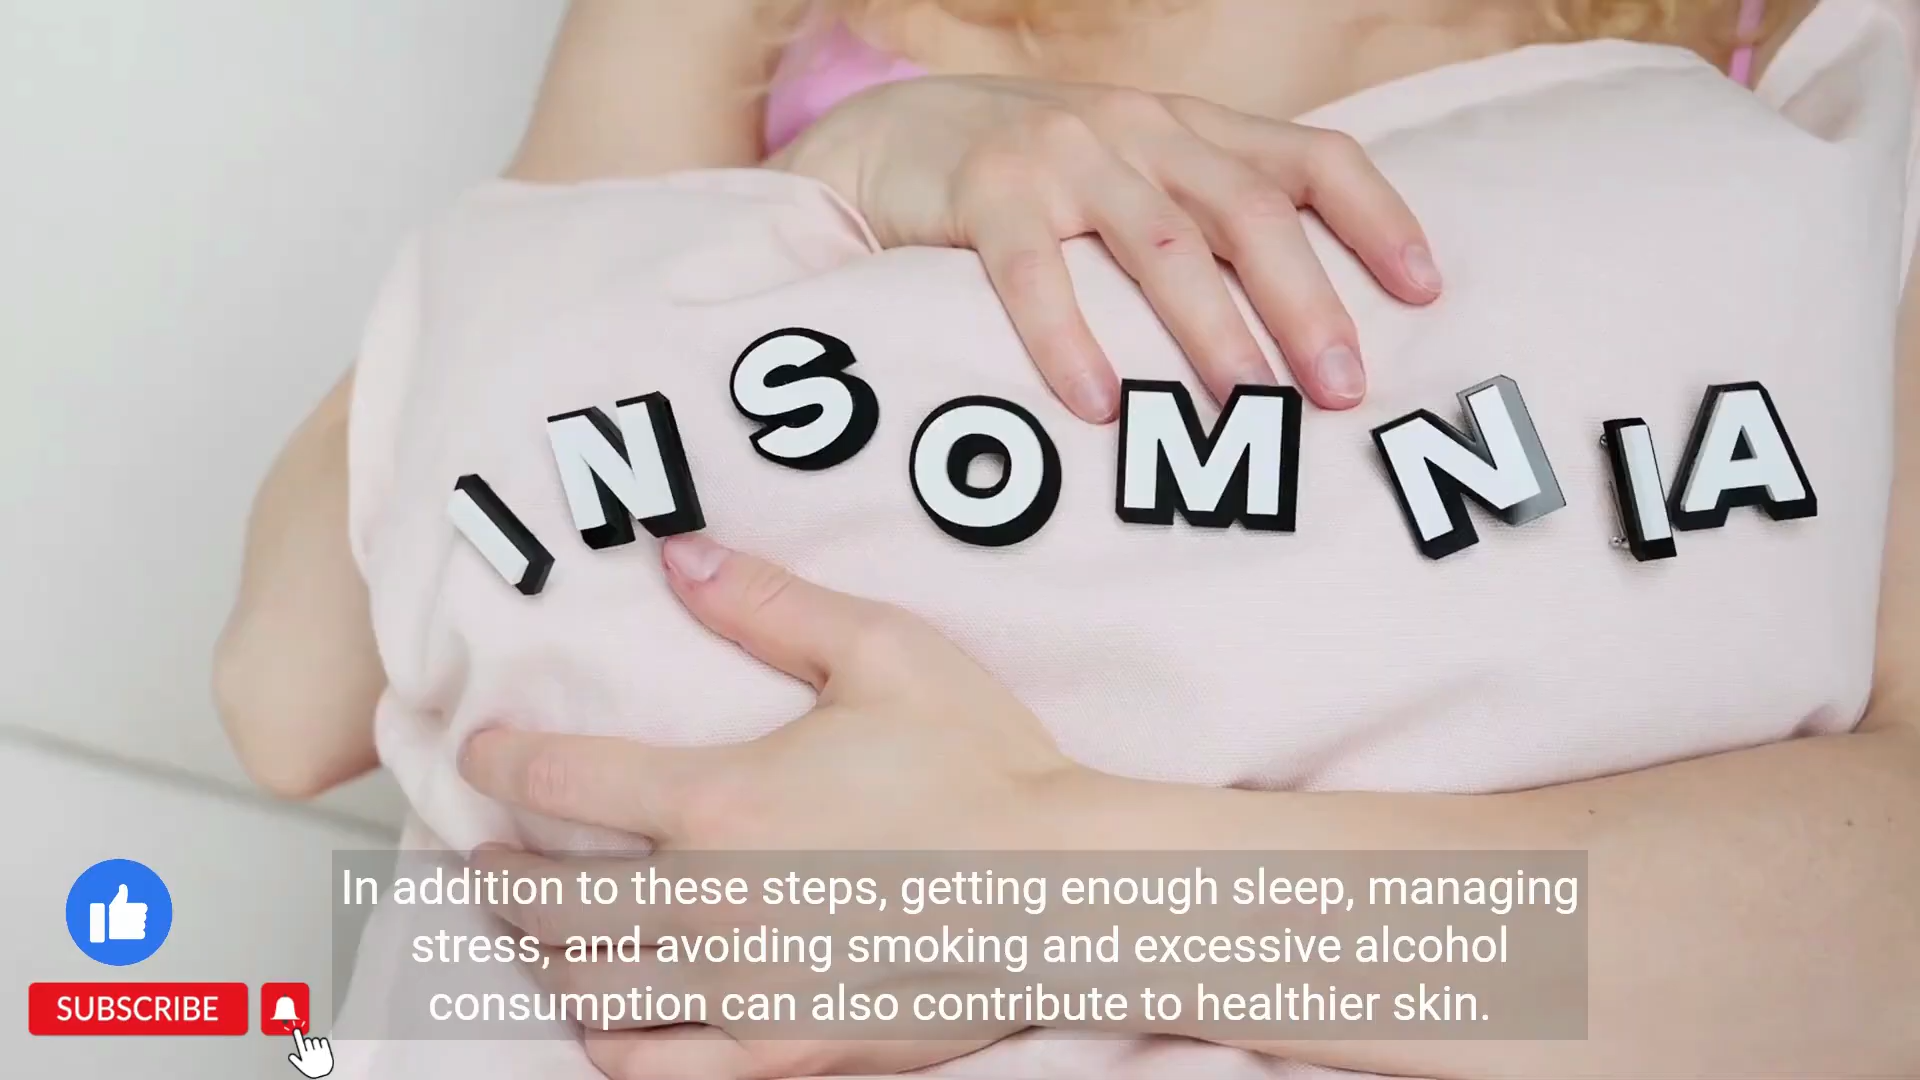 INSOMNIA
In addition to these steps, getting enough sleep, managing
stress, and avoiding smoking and excessive alcohol
consumption can also contribute to healthier skin.
SUBSCRIBE